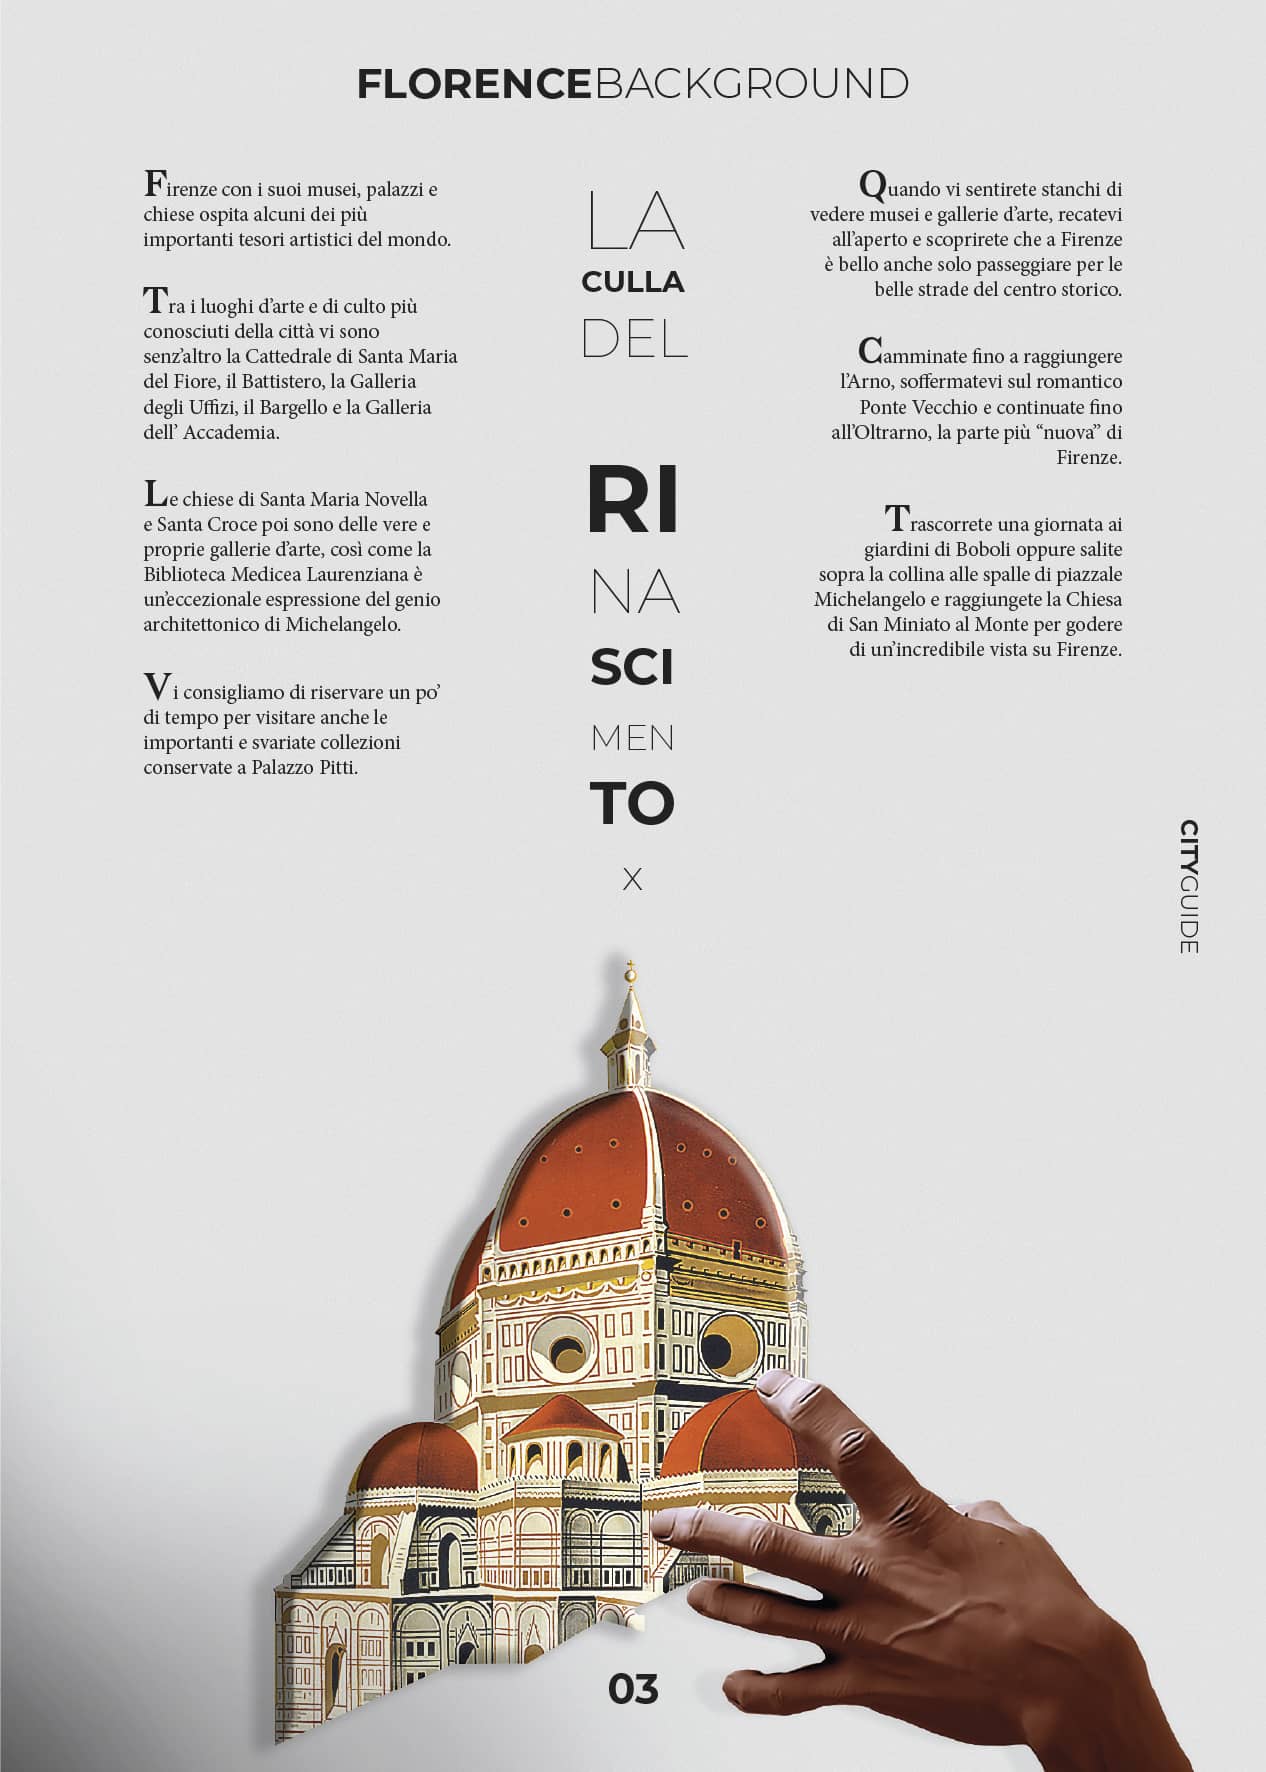 FLORENCEBACKGROUND
Firenze con i suoi musei, palazzi e
chiese ospita alcuni dei più
importanti tesori artistici del mondo.
Tra i luoghi d’arte e di culto più
conosciuti della città vi sono
senz’altro la Cattedrale di Santa Maria
del Fiore, il Battistero, la Galleria
degli Uffizi, il Bargello e la Galleria
dell’ Accademia.
Le chiese di Santa Maria Novella
e Santa Croce poi sono delle vere e
proprie gallerie d’arte, così come la
Biblioteca Medicea Laurenziana è
un’eccezionale espressione del genio
architettonico di Michelangelo.
Vi consigliamo di riservare un po’
di tempo per visitare anche le
importanti e svariate collezioni
conservate a Palazzo Pitti.
LA
CULLA
DEL
RI
NA
SCI
MEN
TO
X
Quando vi sentirete stanchi di
vedere musei e gallerie d’arte, recatevi
all’aperto e scoprirete che a Firenze
è bello anche solo passeggiare per le
belle strade del centro storico.
Camminate fino a raggiungere
l’Arno, soffermatevi sul romantico
Ponte Vecchio e continuate fino
all’Oltrarno, la parte più “nuova” di
Firenze.
Trascorrete una giornata ai
giardini di Boboli oppure salite
sopra la collina alle spalle di piazzale
Michelangelo e raggiungete la Chiesa
di San Miniato al Monte per godere
di un’incredibile vista su Firenze.
CITYGUIDE
03